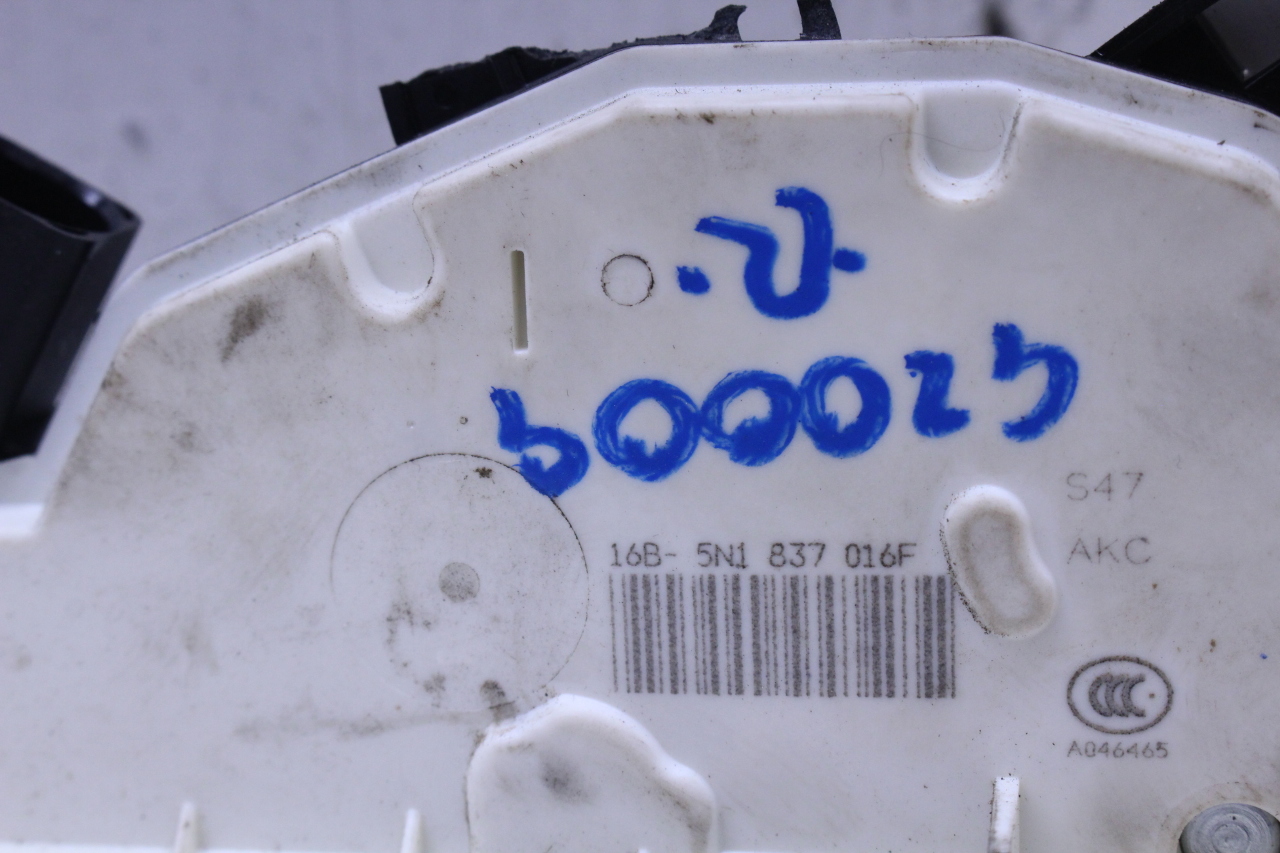 600025
S47
16B- 5N1 837 016F
AKC
CCC
A046465